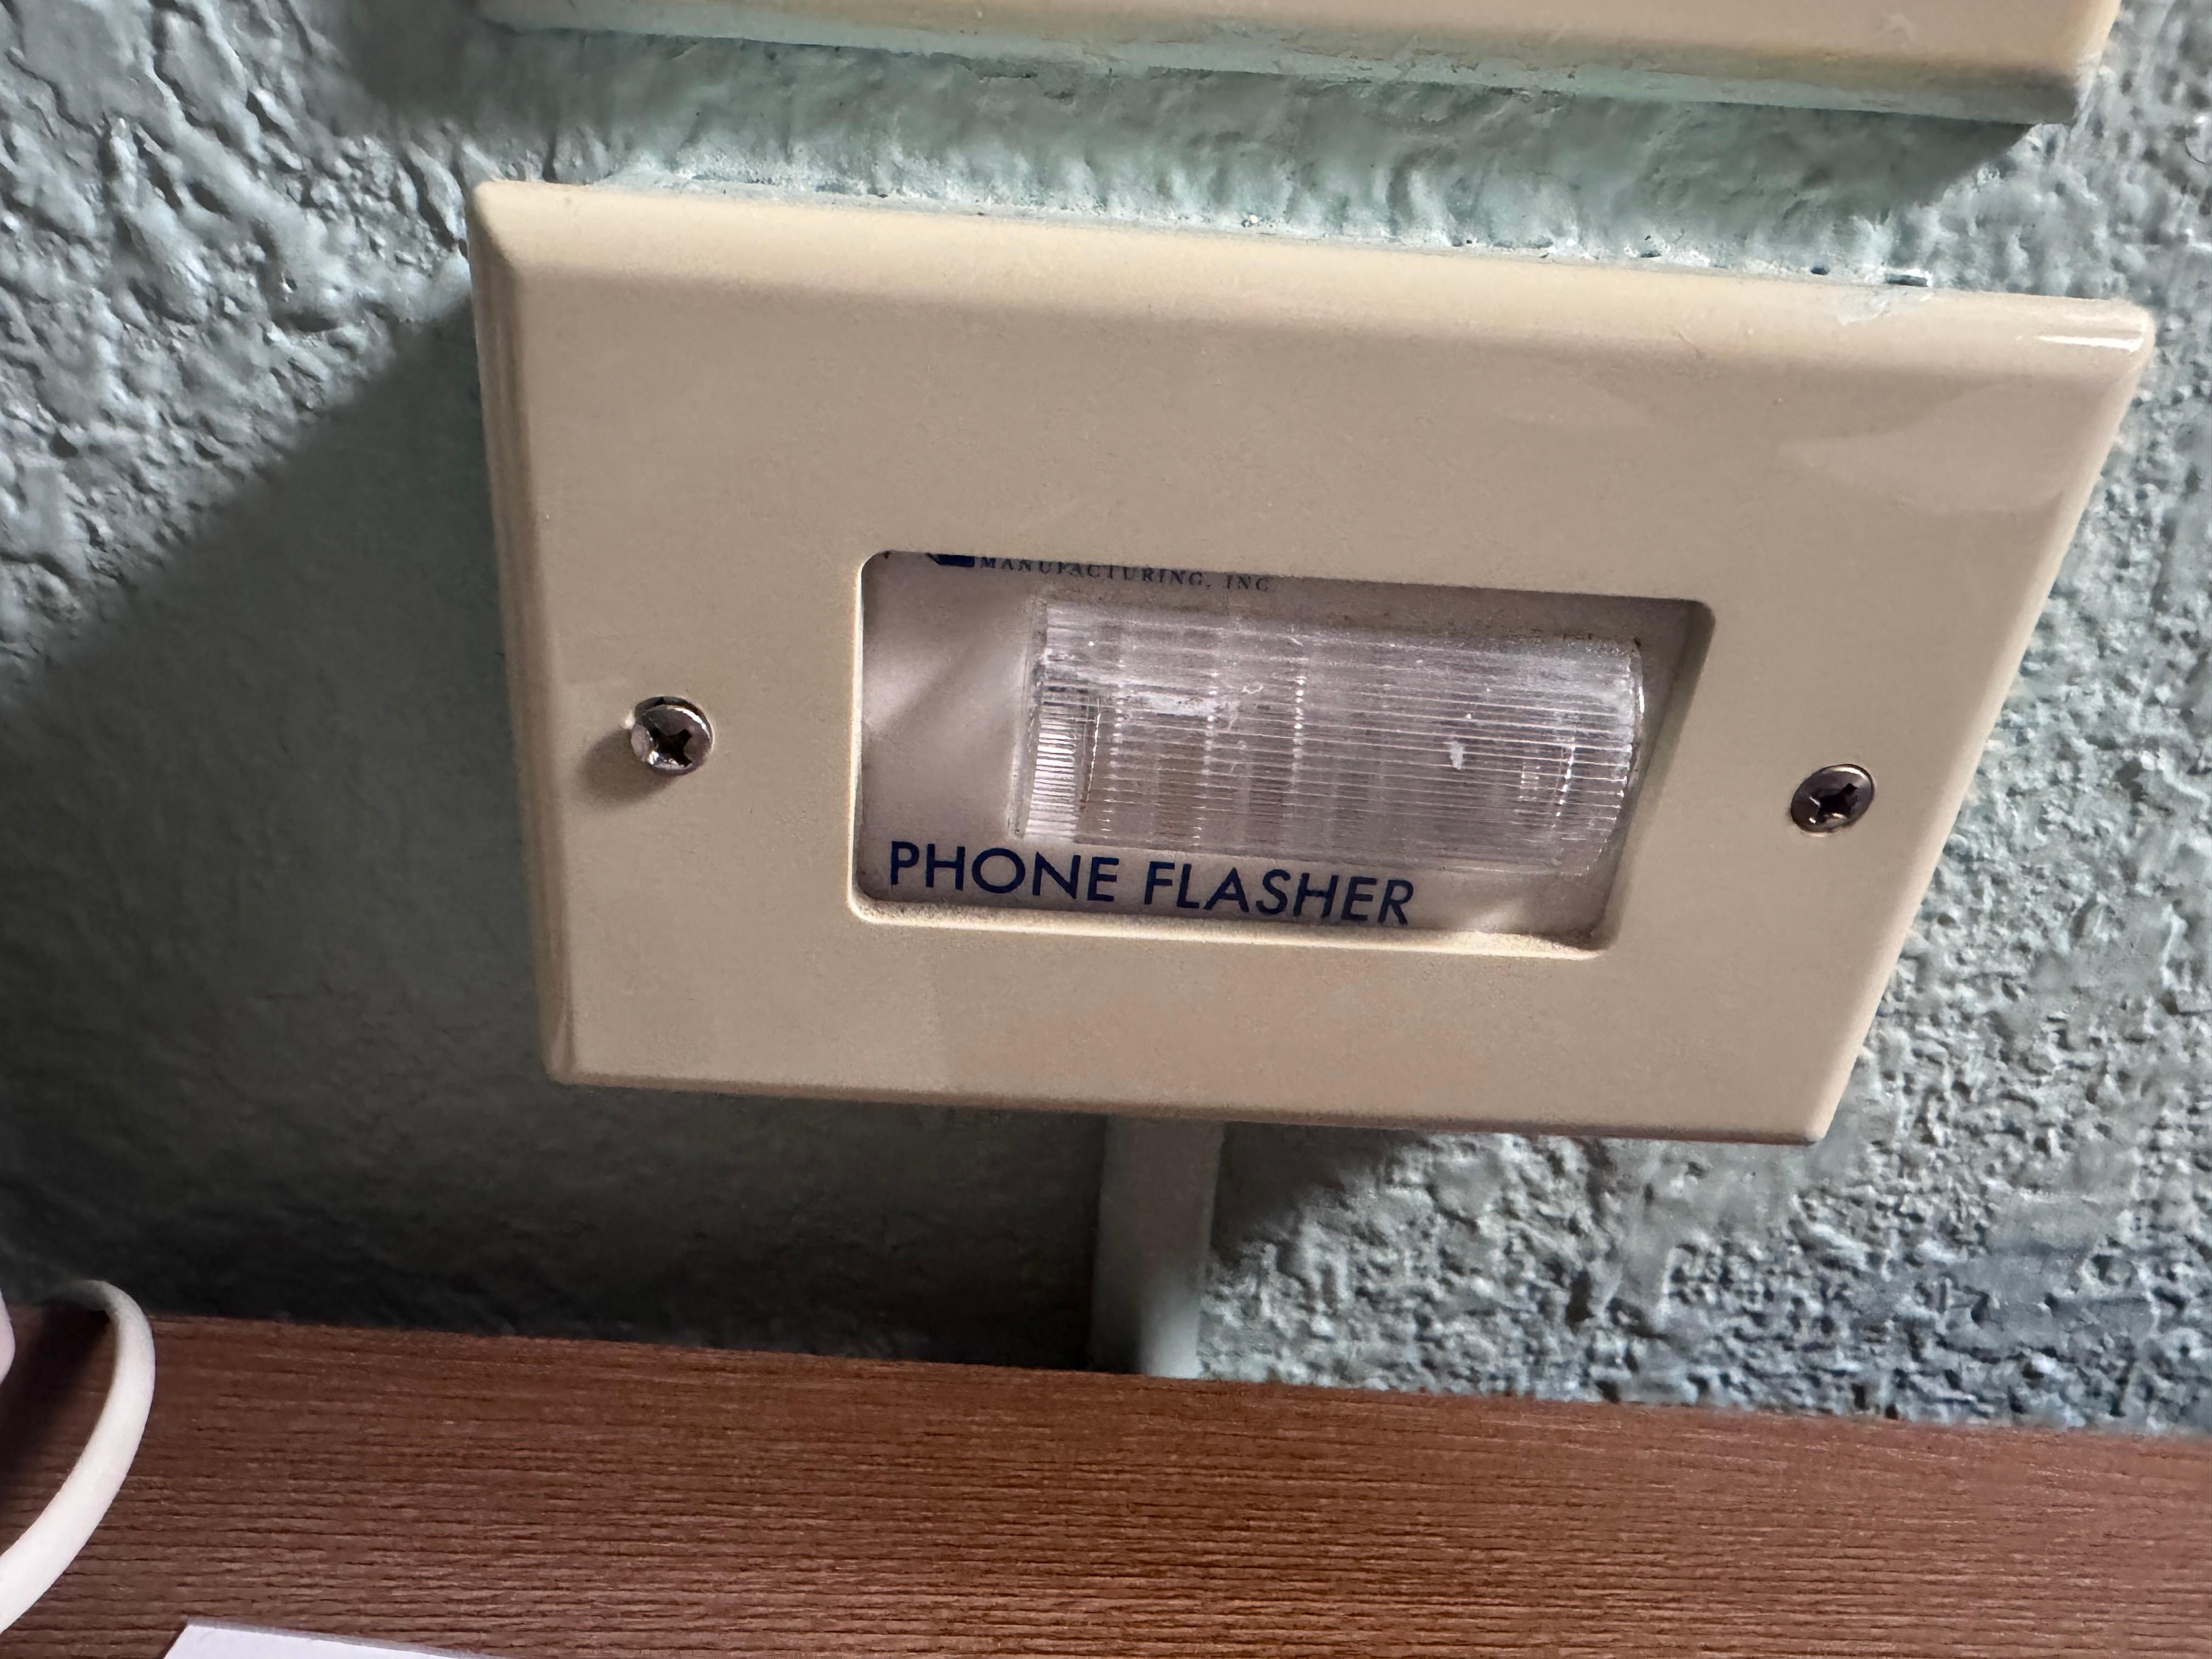 MANUFACTURING, INC
PHONE FLASHER